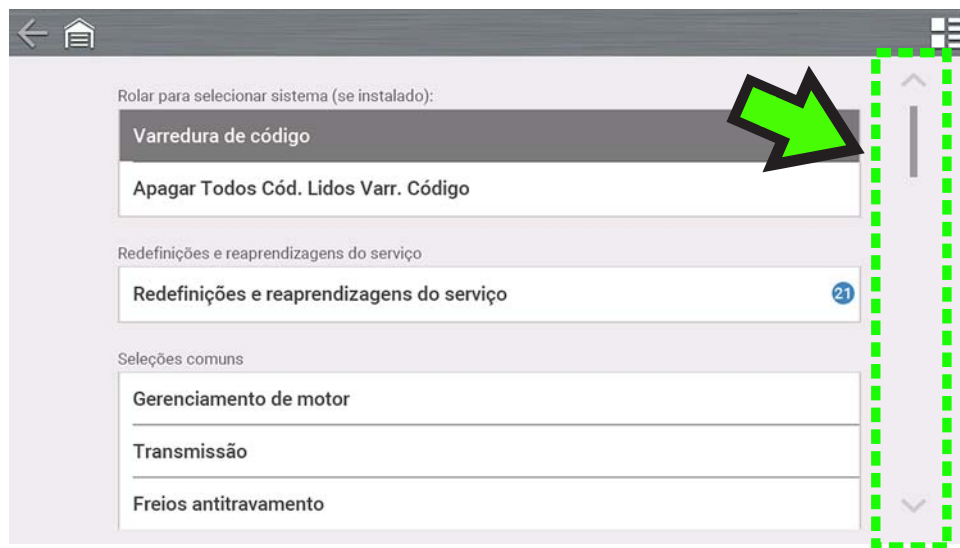 Rolar para selecionar sistema (se instalado):
Varredura de código
Apagar Todos Cód. Lidos Varr. Código
Redefinições e reaprendizagens do serviço
Redefinições e reaprendizagens do serviço 21
Seleções comuns
Gerenciamento de motor
Transmissão
Freios antitravamento